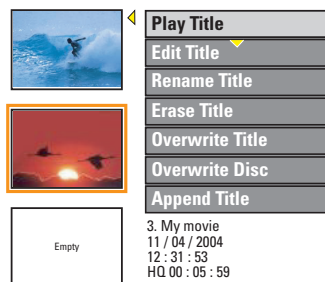 Play Title
Edit Title
Rename Title
Erase Title
Overwrite Title
Overwrite Disc
Append Title
Empty
3. My movie
11 / 04 / 2004
12 : 31 : 53
HQ 00 : 05 : 59